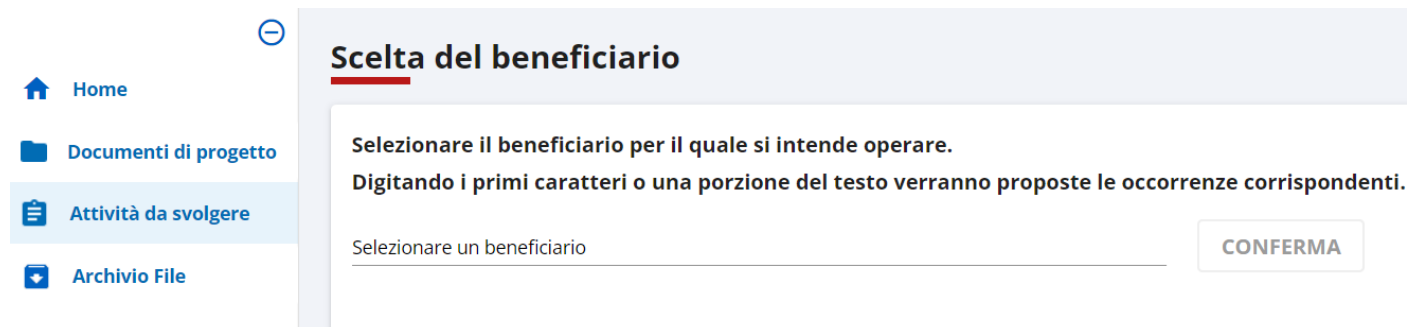 Home
Documenti di progetto
Attività da svolgere
Archivio File
Scelta del beneficiario
Selezionare il beneficiario per il quale si intende operare.
Digitando i primi caratteri o una porzione del testo verranno proposte le occorrenze corrispondenti.
Selezionare un beneficiario
CONFERMA